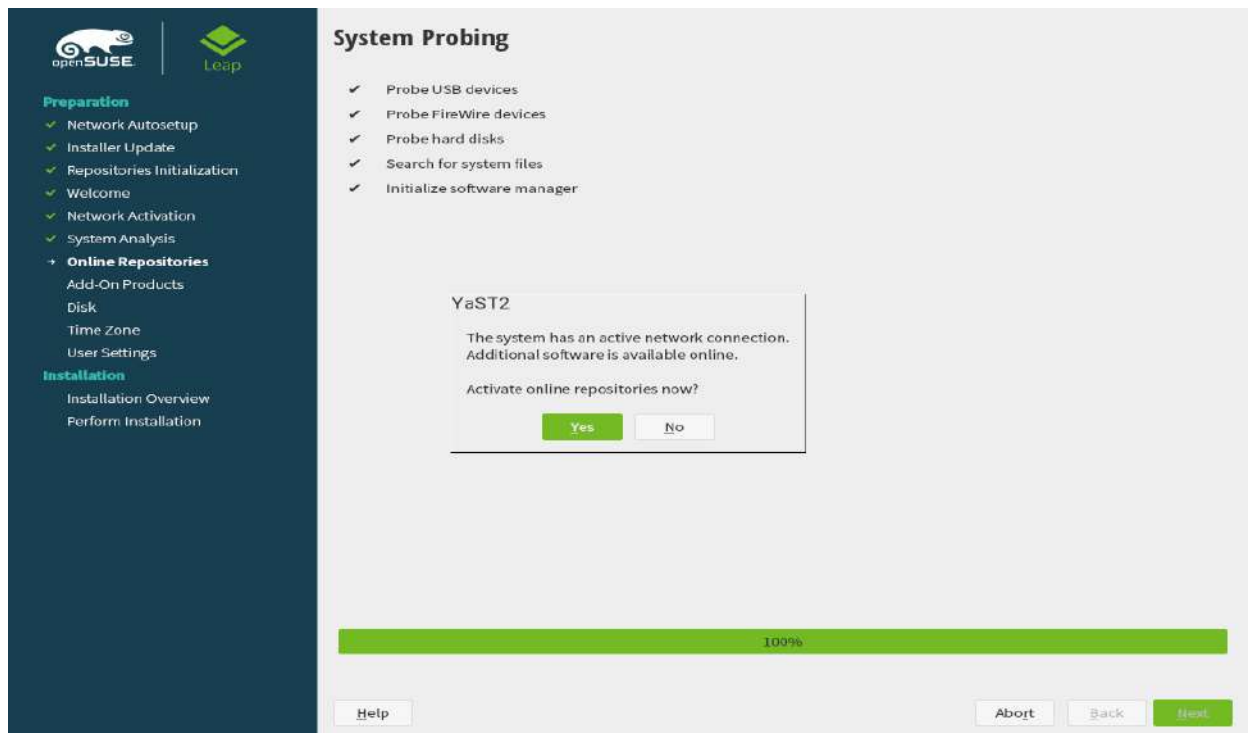 openSUSE.
Leap
Preparation
Network Autosetup
Installer Update
Repositories Initialization
Welcome
Network Activation
System Analysis
Online Repositories
Add-On Products
Disk
Time Zone
User Settings
Installation
Installation Overview
Perform Installation
System Probing
Probe USB devices
Probe FireWire devices
Probe hard disks
Search for system files
Initialize software manager
YaST2
The system has an active network connection.
Additional software is available online.
Activate online repositories now?
Yes No
100%
Help Abort Back Next